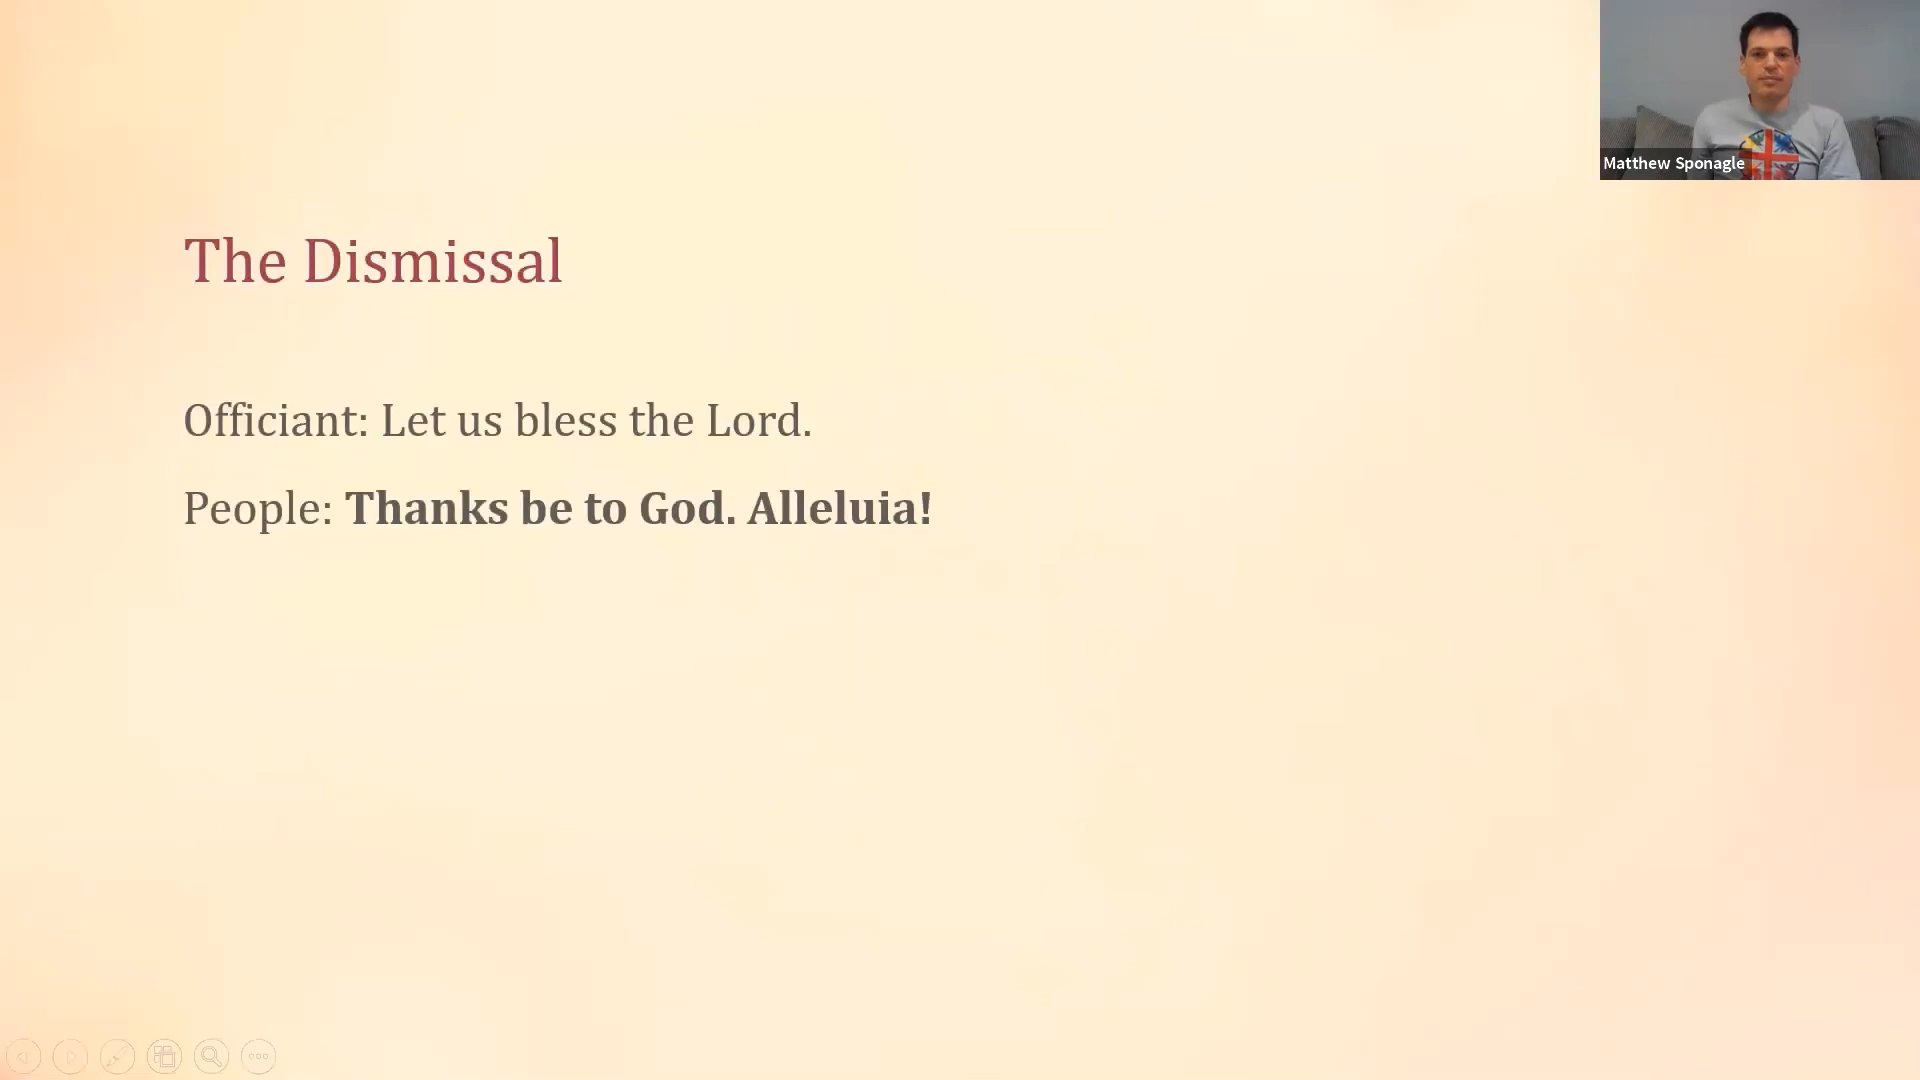 Matthew Sponagle
The Dismissal
Officiant: Let us bless the Lord.
People: Thanks be to God. Alleluia!